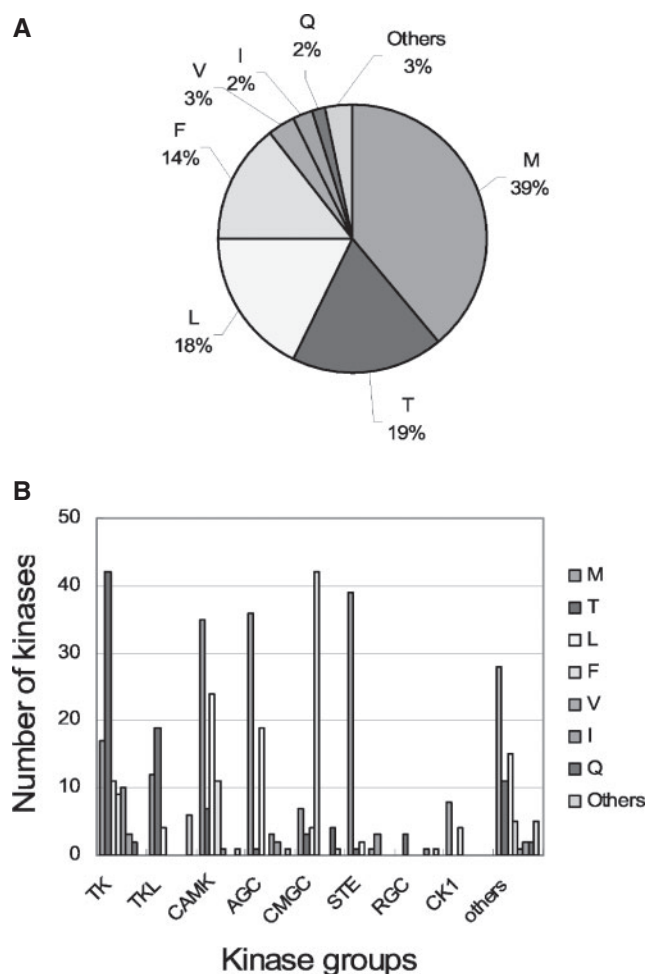 A
Q
2%
Others
3%
I
2%
V
3%
F
14%
M
39%
L
18%
T
19%
B
Number of kinases
50
40
30
20
10
0
TK
TKL
CAMK
AGC
CMGC
STE
RGC
CK1
others
Kinase groups
M
T
L
F
V
I
Q
Others